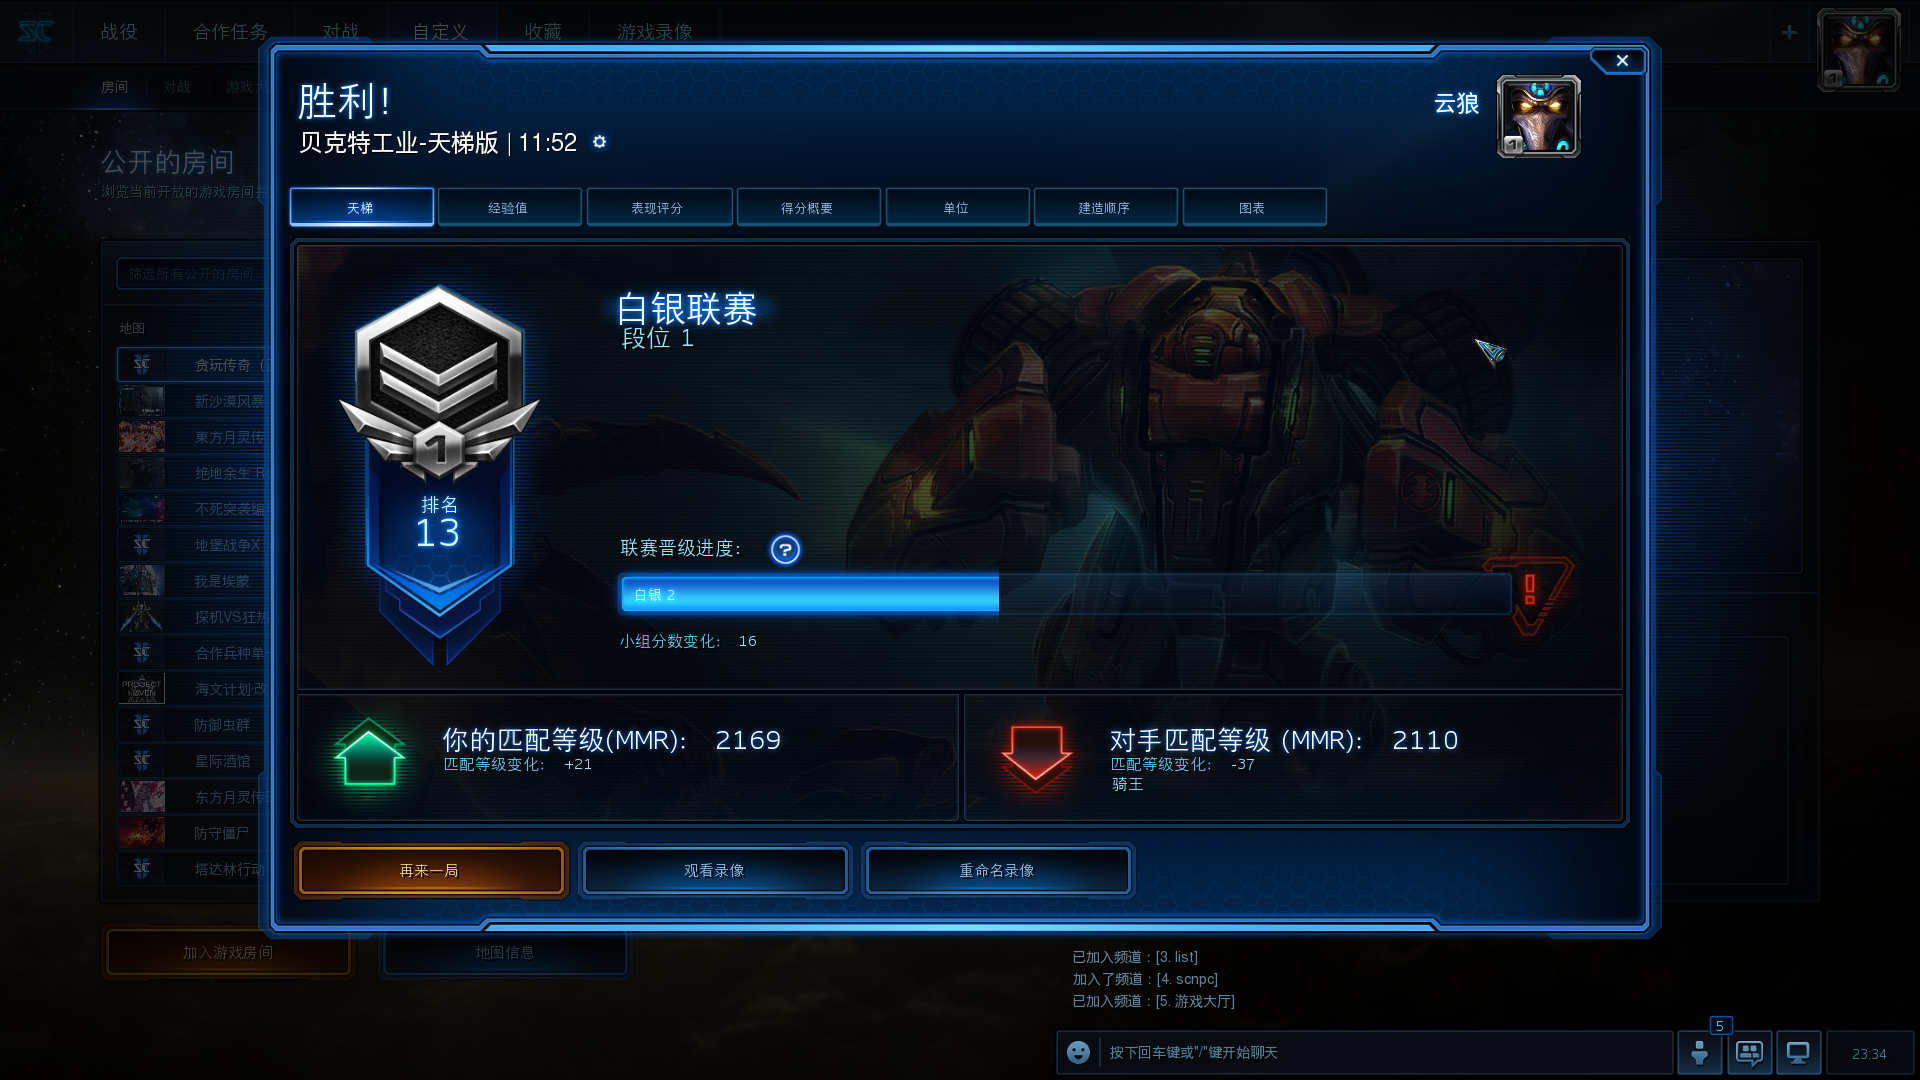 战役 合作任务 对战 自定义 收藏 游戏录像
房间 对战
胜利!
云狼
贝克特工业-天梯版 | 11:52
公开的房间
浏览当前开放的游戏房间
天梯 经验值 表现评分 得分概要 单位 建造顺序 图表
筛选所有公开的房间
地图
贪玩传奇
新沙漠风暴
東方月灵传
绝地余生
不死突袭编
地堡战争X
我是埃蒙
探机VS狂热
合作兵种单
海文计划·改
PROJECT HAVEN
防御虫群
星际酒馆
东方月灵传
防守僵尸
塔达林行动
白银联赛
段位 1
1
排名
13
联赛晋级进度: ?
白银 2
小组分数变化: 16
你的匹配等级(MMR): 2169
匹配等级变化: +21
对手匹配等级 (MMR): 2110
匹配等级变化: -37
骑王
再来一局 观看录像 重命名录像
加入游戏房间 地图信息
已加入频道：[3. list]
加入了频道：[4. scnpc]
已加入频道：[5. 游戏大厅]
按下回车键或"/"键开始聊天
5
23:34